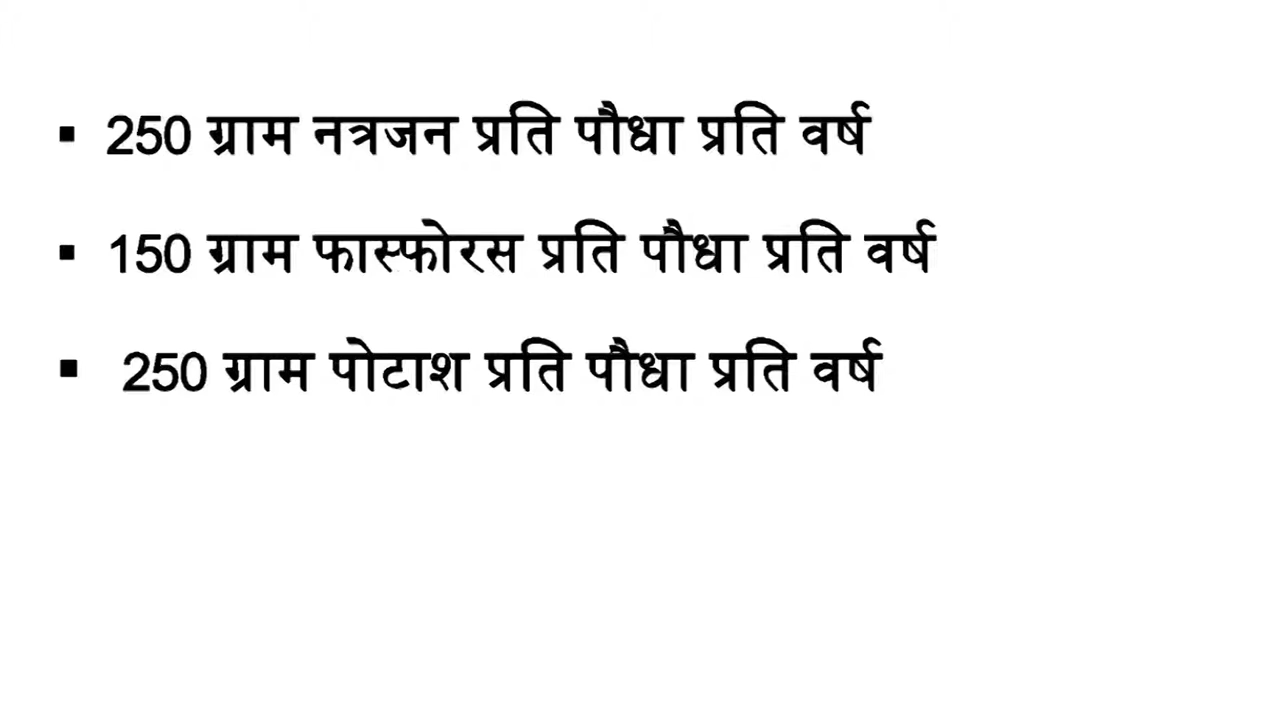 ▪ 250 ग्राम नत्रजन प्रति पौधा प्रति वर्ष
▪ 150 ग्राम फास्फोरस प्रति पौधा प्रति वर्ष
▪ 250 ग्राम पोटाश प्रति पौधा प्रति वर्ष